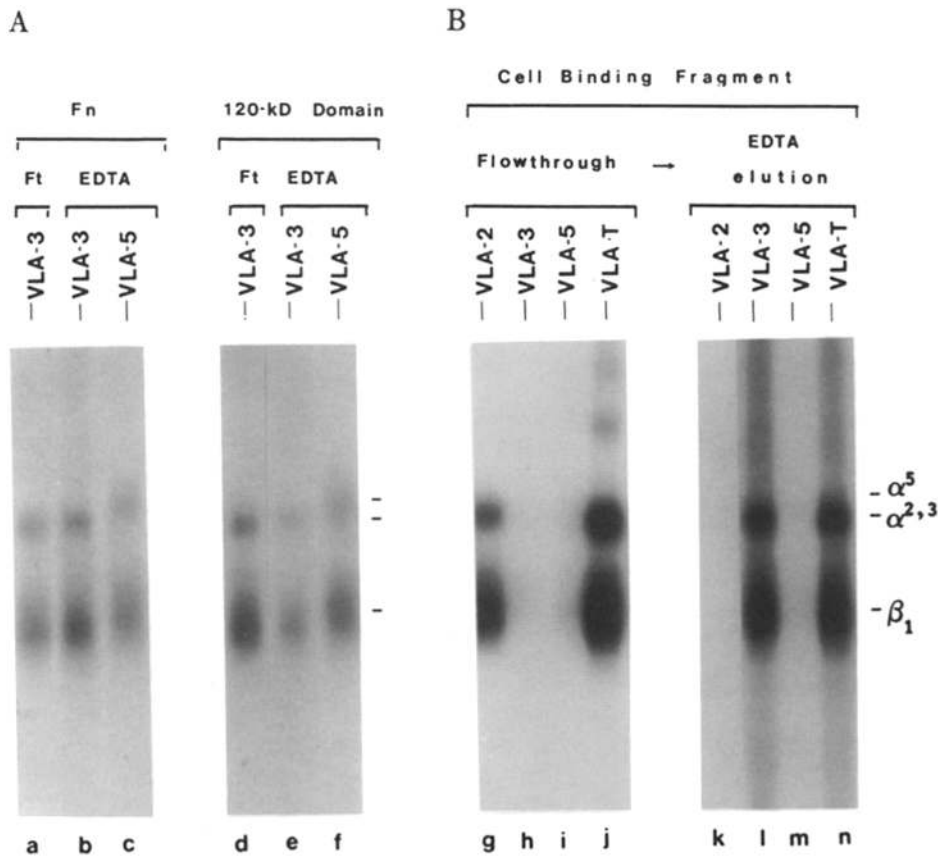 A
B
Cell Binding Fragment
Fn
120-kD Domain
Flowthrough → EDTA elution
Ft EDTA
Ft EDTA
VLA-3
VLA-3
VLA-5
VLA-3
VLA-3
VLA-5
VLA-2
VLA-3
VLA-5
VLA-T
VLA-2
VLA-3
VLA-5
VLA-T
α⁵
α²,³
β₁
a b c d e f g h i j k l m n